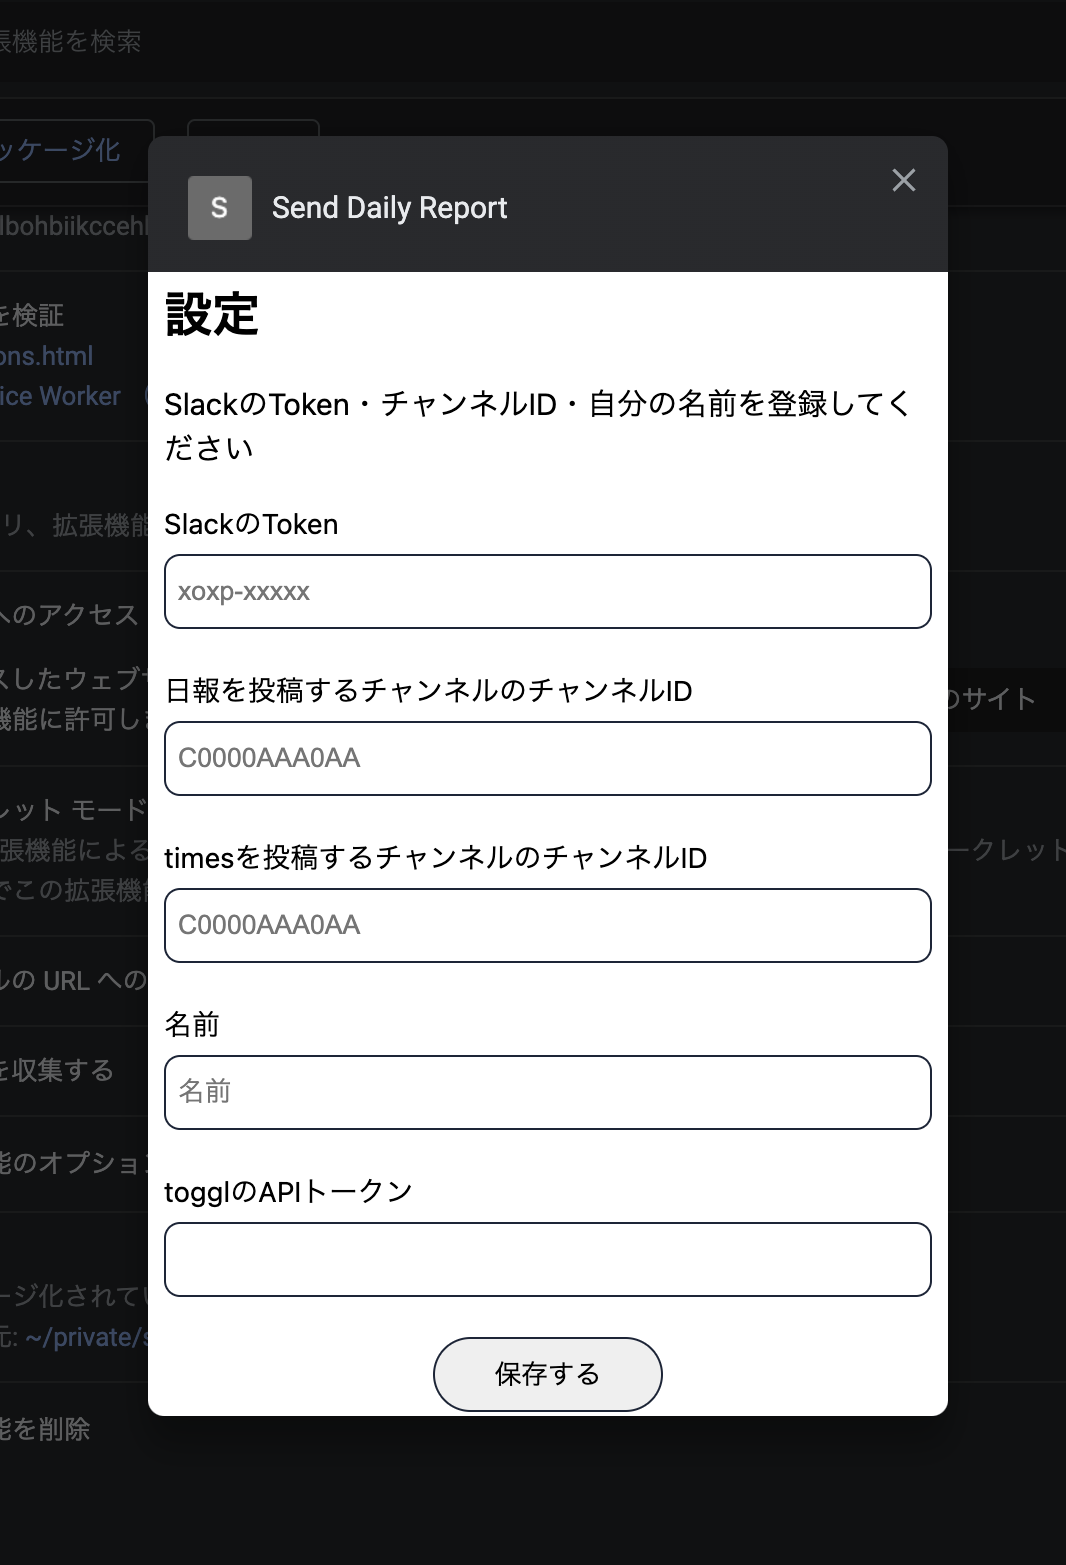 張機能を検索
ッケージ化
S
Send Daily Report
lbohbiikccehl
設定
を検証
ons.html
ice Worker
SlackのToken・チャンネルID・自分の名前を登録してく
ださい
SlackのToken
リ、拡張機能
xoxp-xxxxx
へのアクセス
スしたウェブサ
機能に許可しま
のサイト
日報を投稿するチャンネルのチャンネルID
C0000AAA0AA
レット モード
張機能による
ークレット
でこの拡張機能
timesを投稿するチャンネルのチャンネルID
C0000AAA0AA
ルの URL への
名前
を収集する
名前
能のオプション
togglのAPIトークン
ージ化されてい
元: ~/private/s
保存する
能を削除